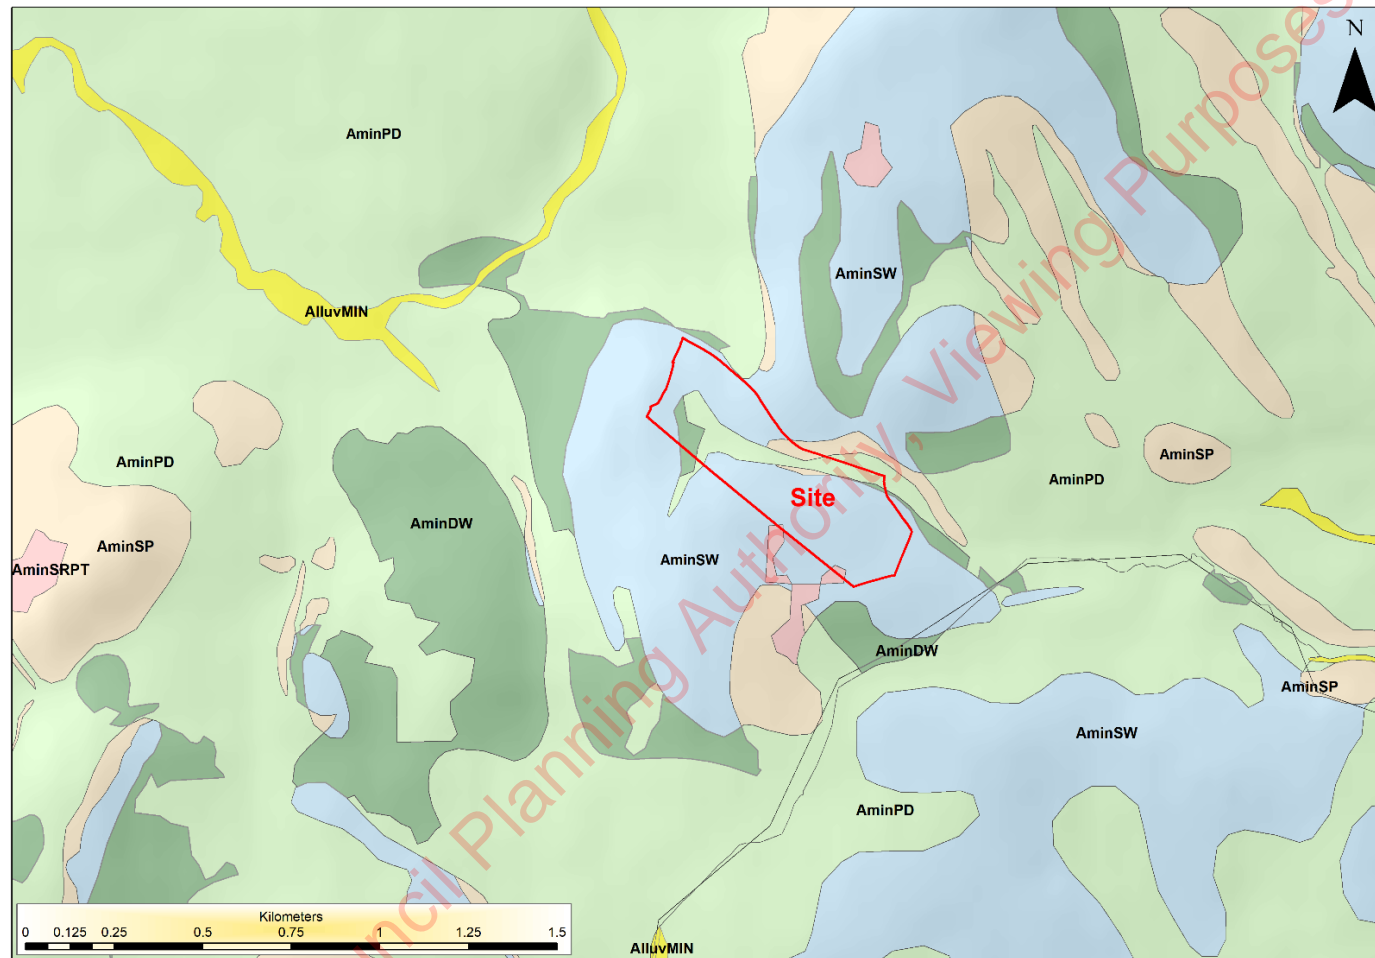 N
AminPD
AminSW
AlluvMIN
AminPD
AminSP
AminPD
Site
AminDW
AminSP
AminSW
AminSRPT
AminDW
AminSP
AminSW
AminPD
Kilometers
0 0.125 0.25 0.5 0.75 1 1.25 1.5
AlluvMIN
Council Planning Authority, Viewing Purposes